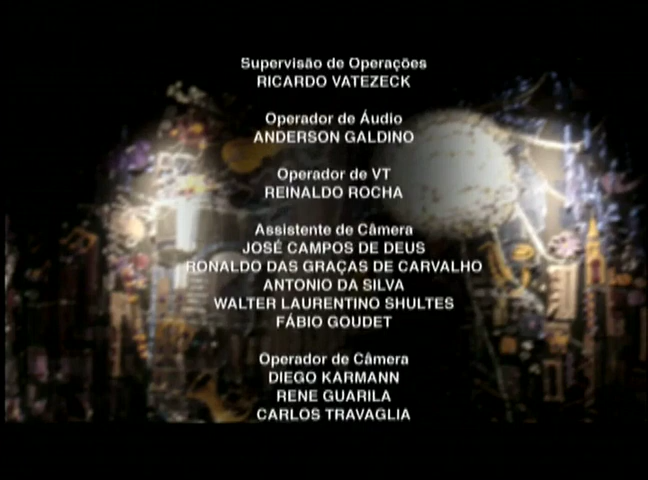 Supervisão de Operações
RICARDO VATEZECK
Operador de Áudio
ANDERSON GALDINO
Operador de VT
REINALDO ROCHA
Assistente de Câmera
JOSÉ CAMPOS DE DEUS
RONALDO DAS GRAÇAS DE CARVALHO
ANTONIO DA SILVA
WALTER LAURENTINO SHULTES
FÁBIO GOUDET
Operador de Câmera
DIEGO KARMANN
RENE GUARILA
CARLOS TRAVAGLIA